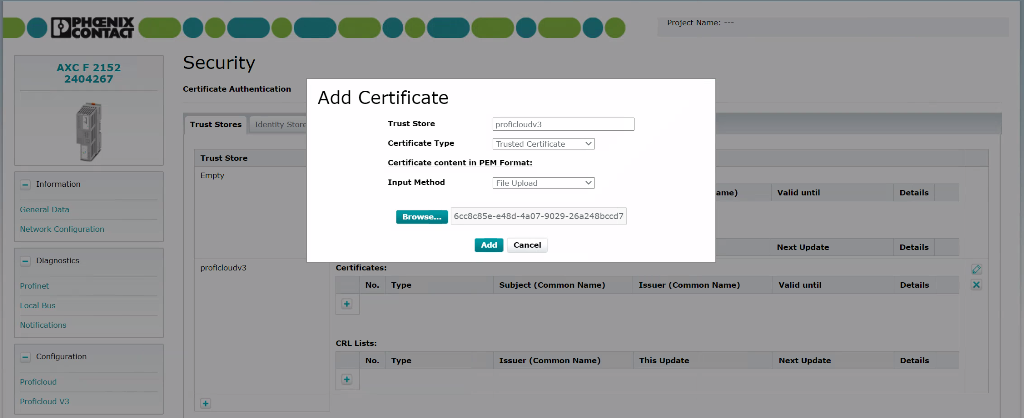 PHŒNIX
CONTACT
Project Name: ---
AXC F 2152
2404267
Security
Certificate Authentication
Trust Stores
Identity Store
Trust Store
Empty
Add Certificate
Trust Store
proficloudv3
Certificate Type
Trusted Certificate
Certificate content in PEM Format:
Input Method
File Upload
Browse...
6cc8c85e-e48d-4a07-9029-26a248bccd7
Add
Cancel
ame)
Valid until
Details
Next Update
Details
Information
General Data
Network Configuration
Diagnostics
Profinet
Local Bus
Notifications
Configuration
Proficloud
Proficloud V3
proficloudv3
Certificates:
No. Type Subject (Common Name) Issuer (Common Name) Valid until Details
CRL Lists:
No. Type Issuer (Common Name) This Update Next Update Details